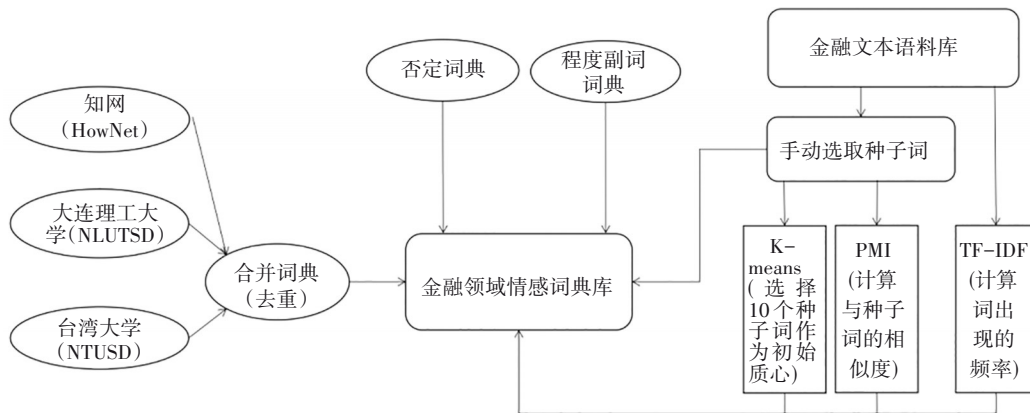 知网
(HowNet)
大连理工大
学(NLUTSD)
台湾大学
(NTUSD)
合并词典
(去重)
否定词典
程度副词
词典
金融领域情感词典库
金融文本语料库
手动选取种子词
K-
means
(选择
10个种
子词作
为初始
质心)
PMI
(计算
与种子
词的相
似度)
TF-IDF
(计算
词出
现的
频率)